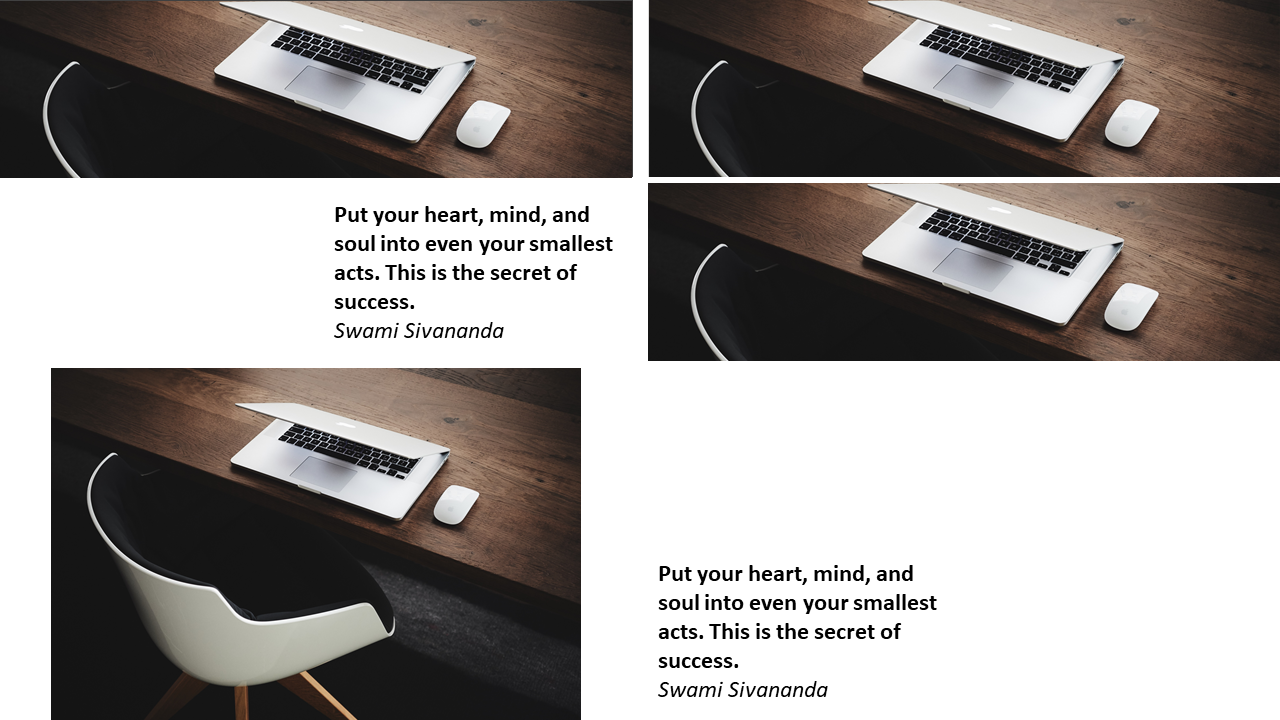 Put your heart, mind, and
soul into even your smallest
acts. This is the secret of
success.
Swami Sivananda
Put your heart, mind, and
soul into even your smallest
acts. This is the secret of
success.
Swami Sivananda